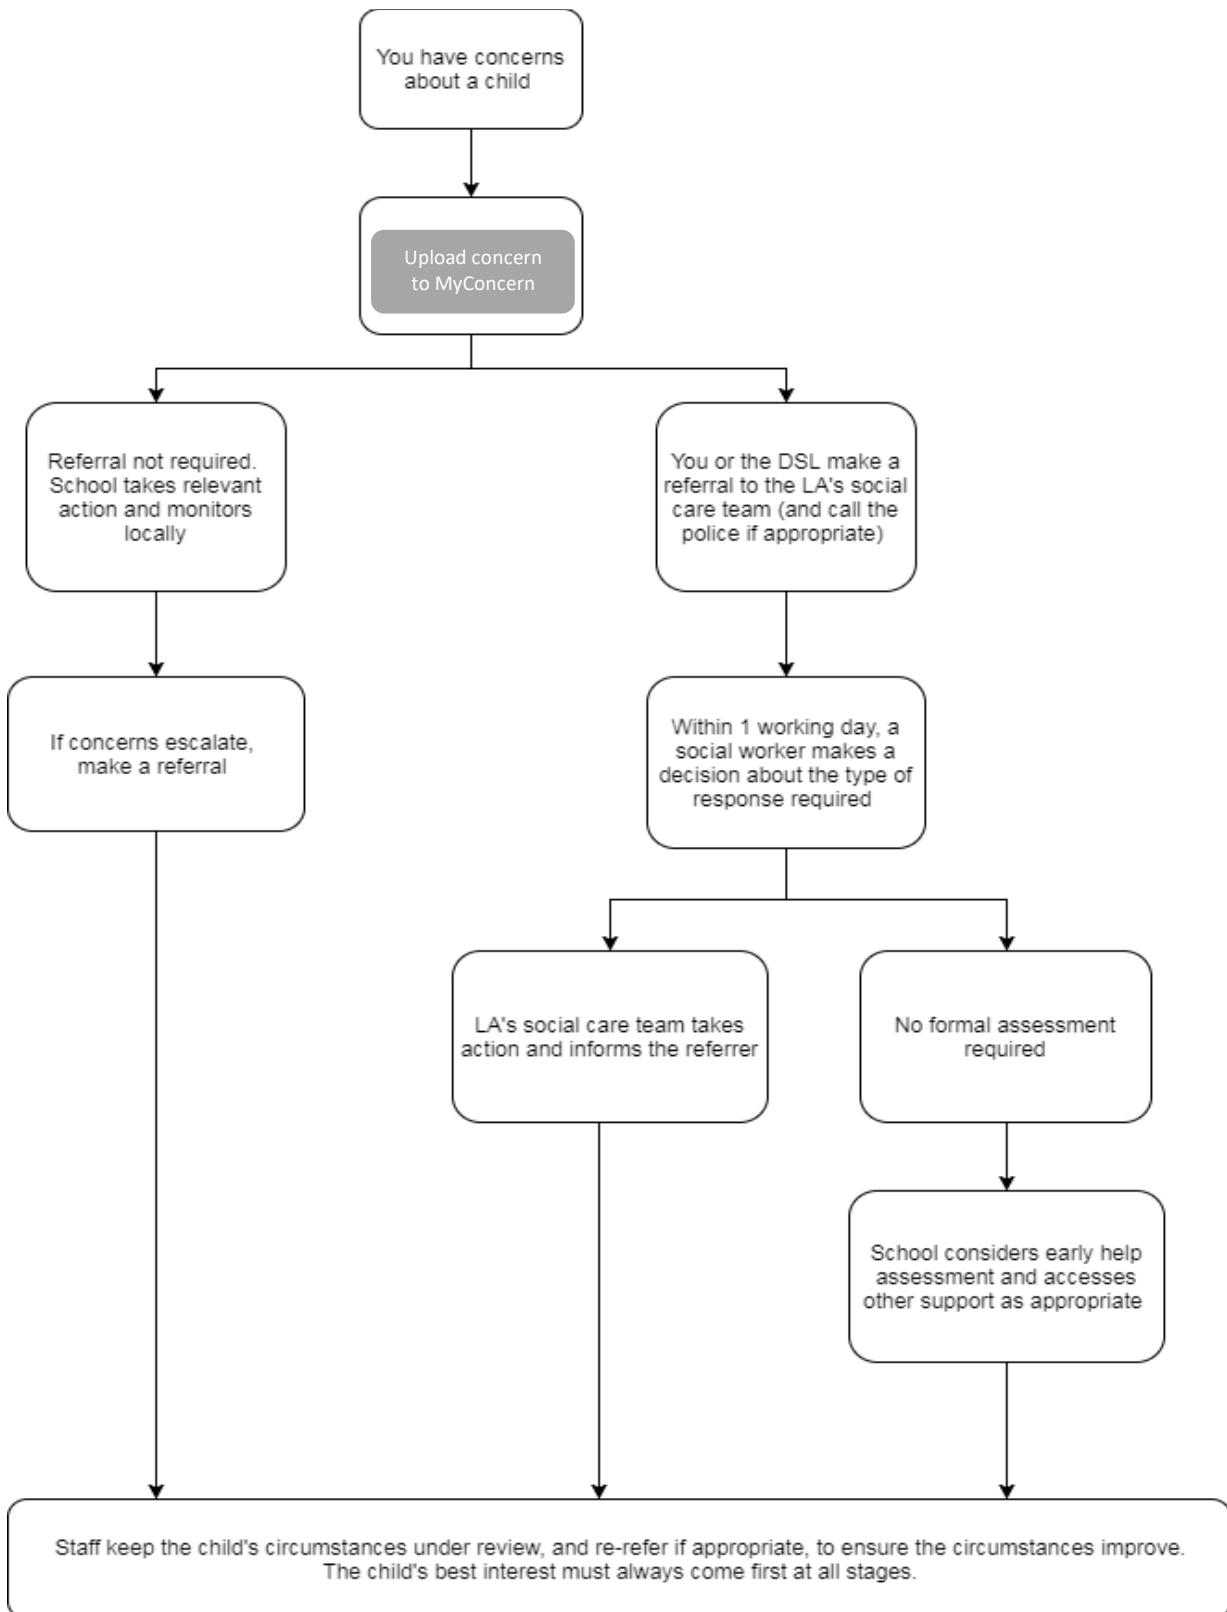 You have concerns
about a child
Upload concern
to MyConcern
Referral not required.
School takes relevant
action and monitors
locally
You or the DSL make a
referral to the LA's social
care team (and call the
police if appropriate)
If concerns escalate,
make a referral
Within 1 working day, a
social worker makes a
decision about the type of
response required
LA's social care team takes
action and informs the referrer
No formal assessment
required
School considers early help
assessment and accesses
other support as appropriate
Staff keep the child's circumstances under review, and re-refer if appropriate, to ensure the circumstances improve.
The child's best interest must always come first at all stages.